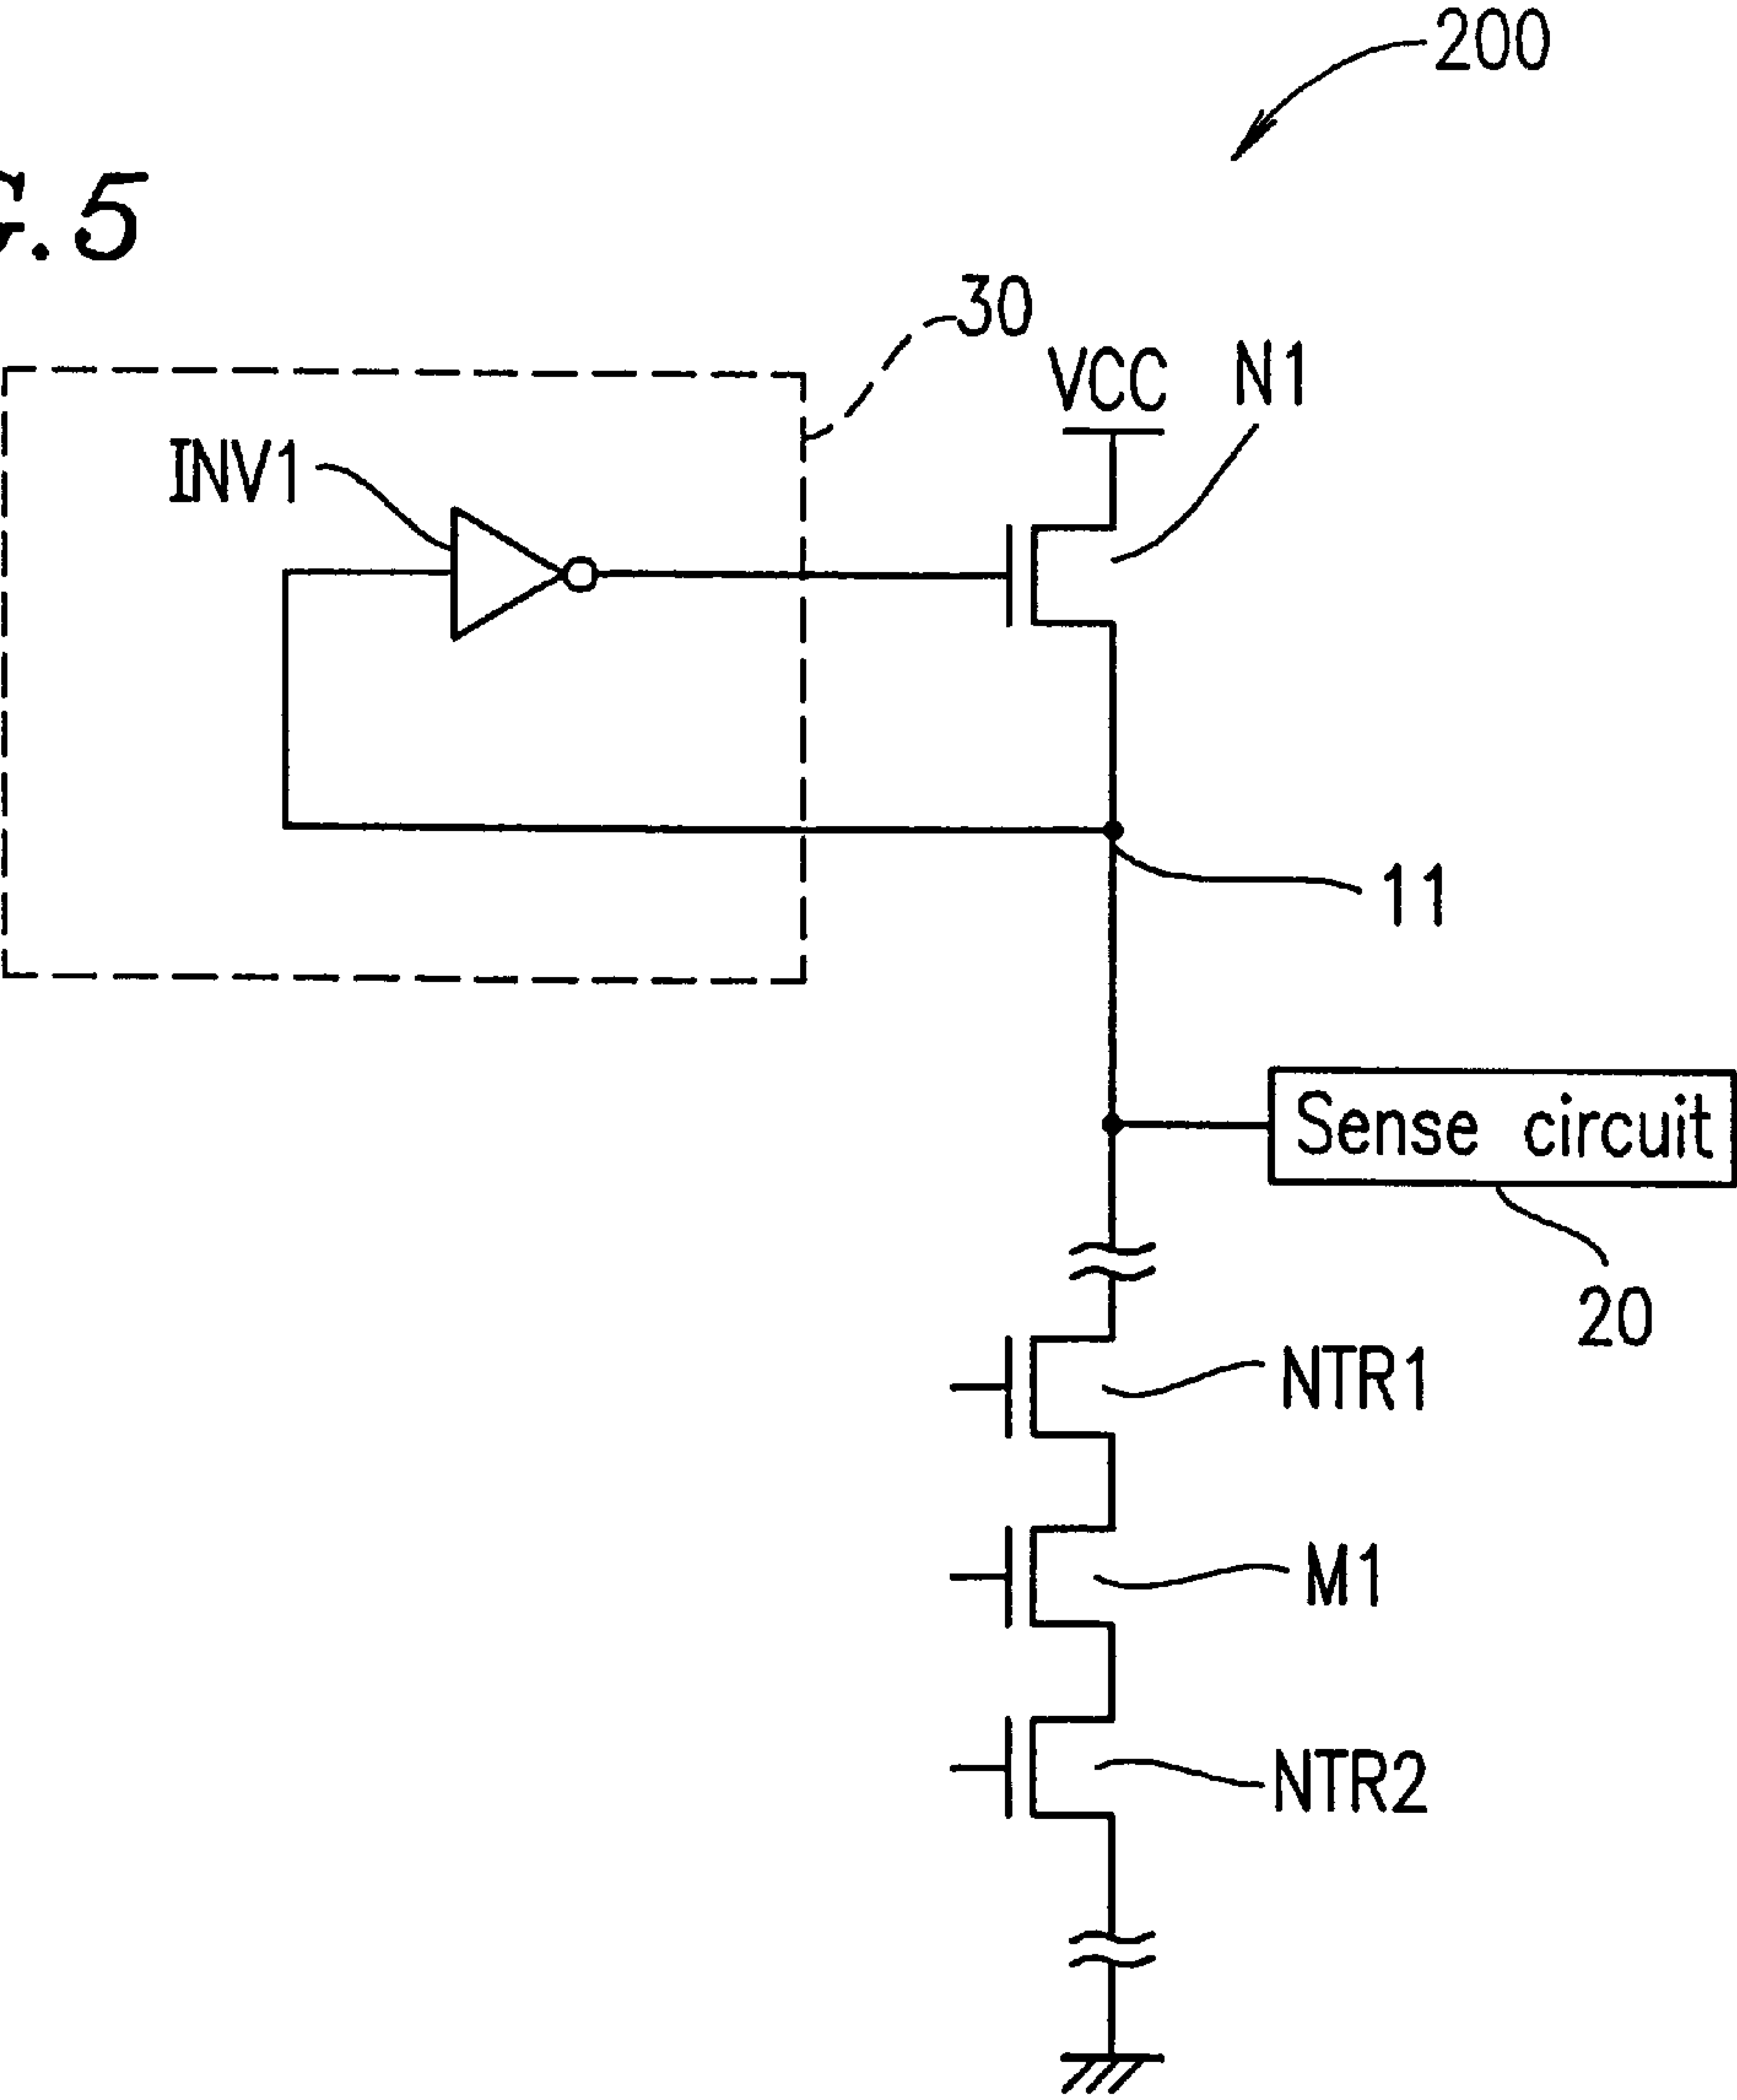 200
G.5
30
VCC
N1
INV1
11
Sense circuit
20
NTR1
M1
NTR2